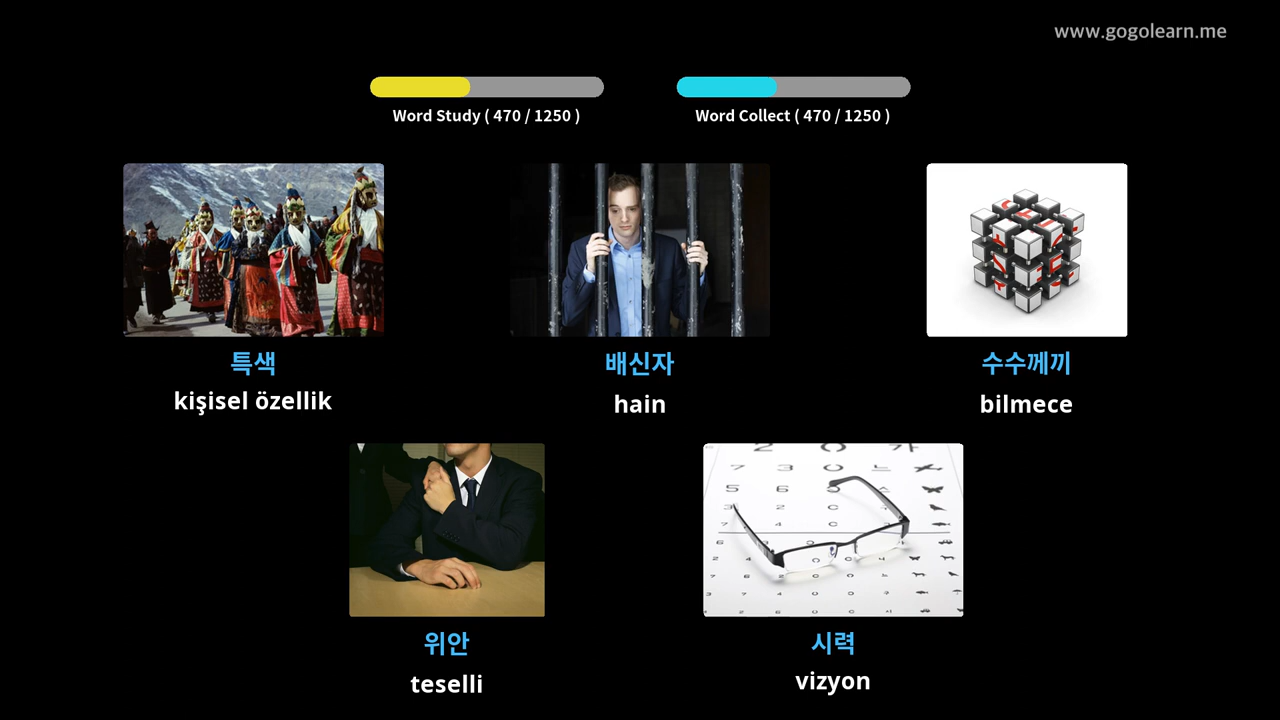 www.gogolearn.me
Word Study ( 470 / 1250 )
Word Collect ( 470 / 1250 )
특색
kişisel özellik
배신자
hain
수수께끼
bilmece
위안
teselli
시력
vizyon